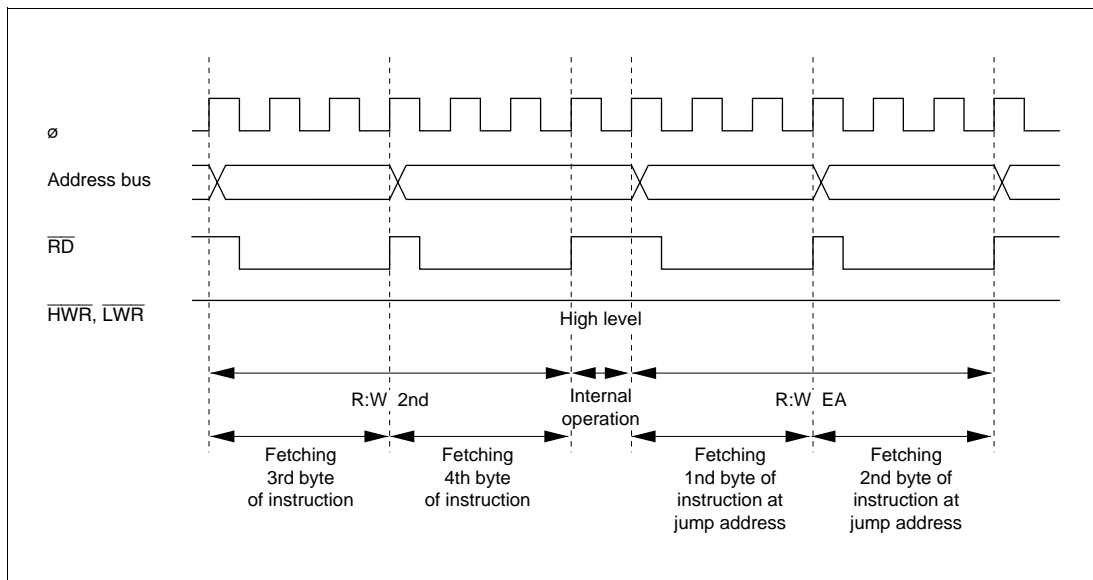 ø
Address bus
RD
HWR, LWR
High level
R:W 2nd
Internal
operation
R:W EA
Fetching
3rd byte
of instruction
Fetching
4th byte
of instruction
Fetching
1nd byte of
instruction at
jump address
Fetching
2nd byte of
instruction at
jump address